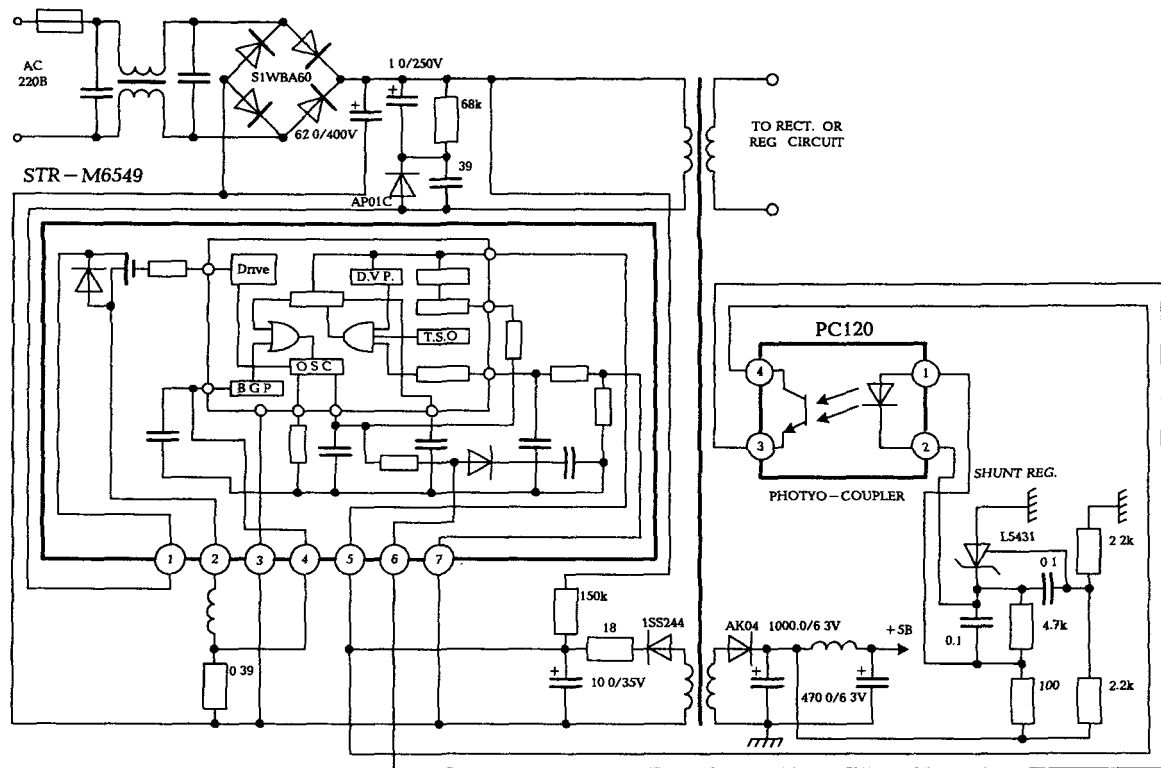 AC
220B
S1WBA60
1 0/250V
68k
62 0/400V
39
AP01C
TO RECT. OR
REG CIRCUIT
STR-M6549
Drive
D.V P.
T.S.O
OSC
BGP
PC120
4
1
3
2
PHOTYO-COUPLER
SHUNT REG.
L5431
2 2k
0 1
4.7k
0.1
100
2.2k
1
2
3
4
5
6
7
150k
18
1SS244
10 0/35V
0 39
AK04
1000.0/6 3V
+5B
470 0/6 3V
+
+
+
+
+